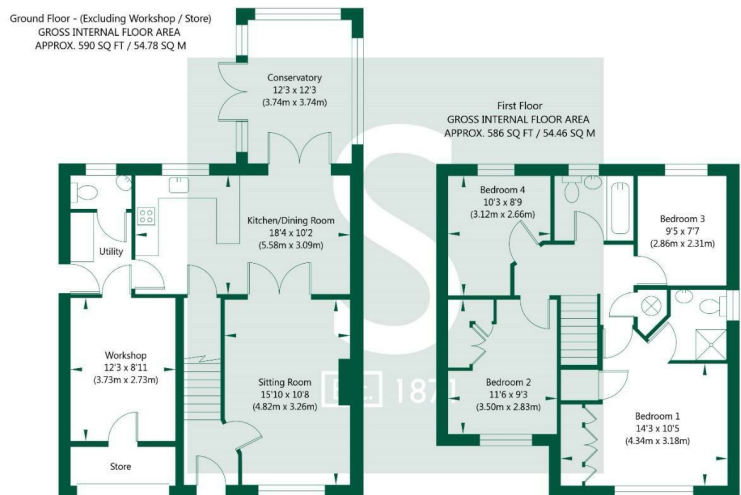 Ground Floor - (Excluding Workshop / Store)
GROSS INTERNAL FLOOR AREA
APPROX. 590 SQ FT / 54.78 SQ M
Conservatory
12'3 x 12'3
(3.74m x 3.74m)
Kitchen/Dining Room
18'4 x 10'2
(5.58m x 3.09m)
Utility
Workshop
12'3 x 8'11
(3.73m x 2.73m)
Sitting Room
15'10 x 10'8
(4.82m x 3.26m)
Store
First Floor
GROSS INTERNAL FLOOR AREA
APPROX. 586 SQ FT / 54.46 SQ M
Bedroom 4
10'3 x 8'9
(3.12m x 2.66m)
Bedroom 3
9'5 x 7'7
(2.86m x 2.31m)
Bedroom 2
11'6 x 9'3
(3.50m x 2.83m)
Bedroom 1
14'3 x 10'5
(4.34m x 3.18m)
S
Est. 1871